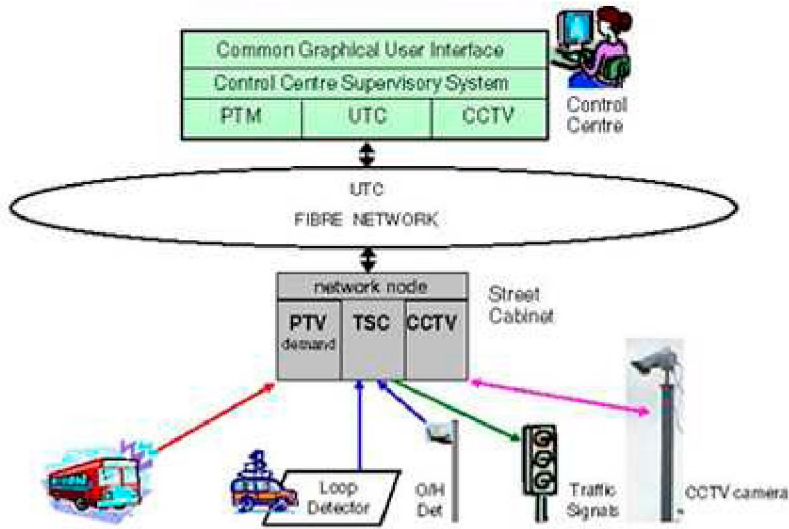 Common Graphical User Interface
Control Centre Supervisory System
PTM UTC CCTV
Control
Centre
UTC
FIBRE NETWORK
network node
PTV TSC CCTV
demand
Street
Cabinet
Loop
Detector
O/H
Det
Traffic
Signals
CCTV camera